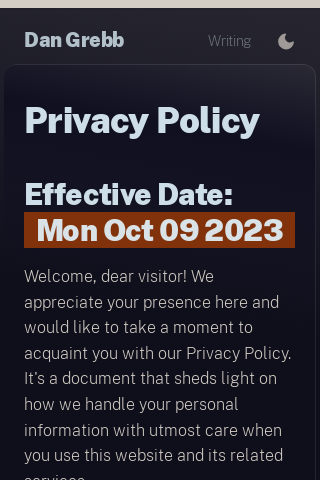 Dan Grebb
Writing
Privacy Policy
Effective Date:
Mon Oct 09 2023
Welcome, dear visitor! We
appreciate your presence here and
would like to take a moment to
acquaint you with our Privacy Policy.
It's a document that sheds light on
how we handle your personal
information with utmost care when
you use this website and its related
services.